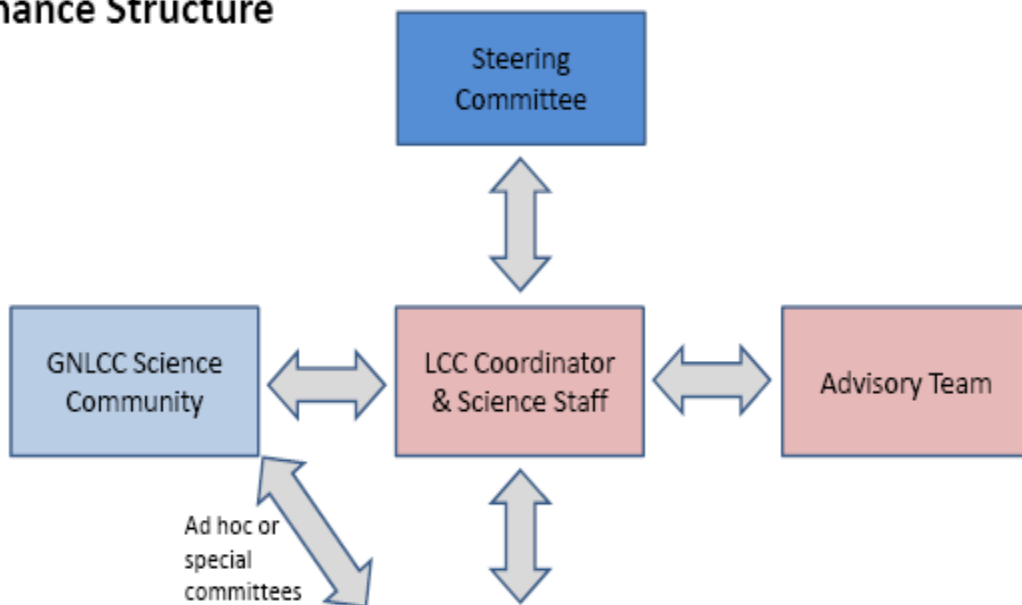 nance Structure
Steering
Committee
GNLCC Science
Community
LCC Coordinator
& Science Staff
Advisory Team
Ad hoc or
special
committees